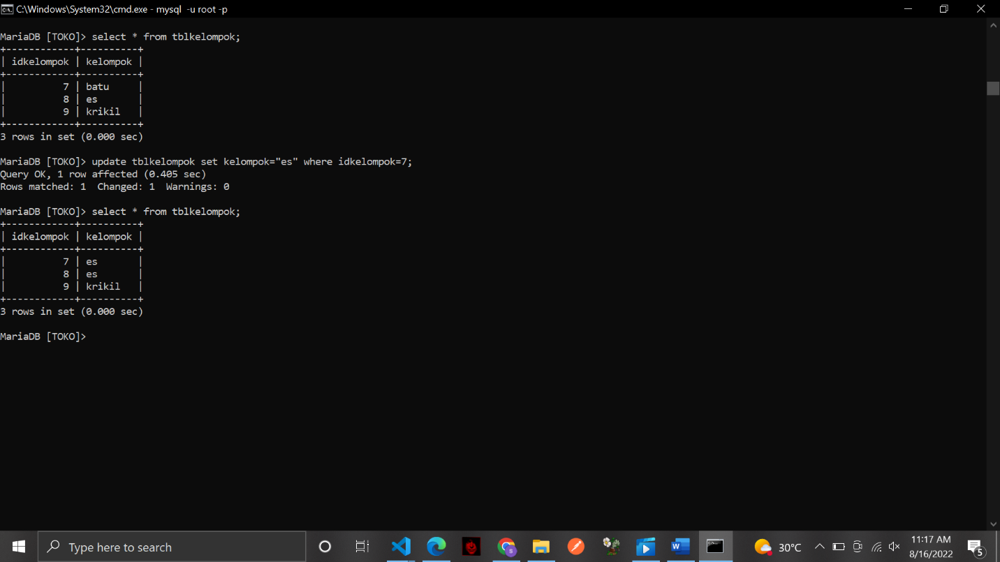 C:\Windows\System32\cmd.exe - mysql  -u root -p
MariaDB [TOKO]> select * from tblkelompok;
+------------+----------+
| idkelompok | kelompok |
+------------+----------+
|          7 | batu     |
|          8 | es       |
|          9 | krikil   |
+------------+----------+
3 rows in set (0.000 sec)
MariaDB [TOKO]> update tblkelompok set kelompok="es" where idkelompok=7;
Query OK, 1 row affected (0.405 sec)
Rows matched: 1  Changed: 1  Warnings: 0
MariaDB [TOKO]> select * from tblkelompok;
+------------+----------+
| idkelompok | kelompok |
+------------+----------+
|          7 | es       |
|          8 | es       |
|          9 | krikil   |
+------------+----------+
3 rows in set (0.000 sec)
MariaDB [TOKO]>
Type here to search
30°C
11:17 AM
8/16/2022
5